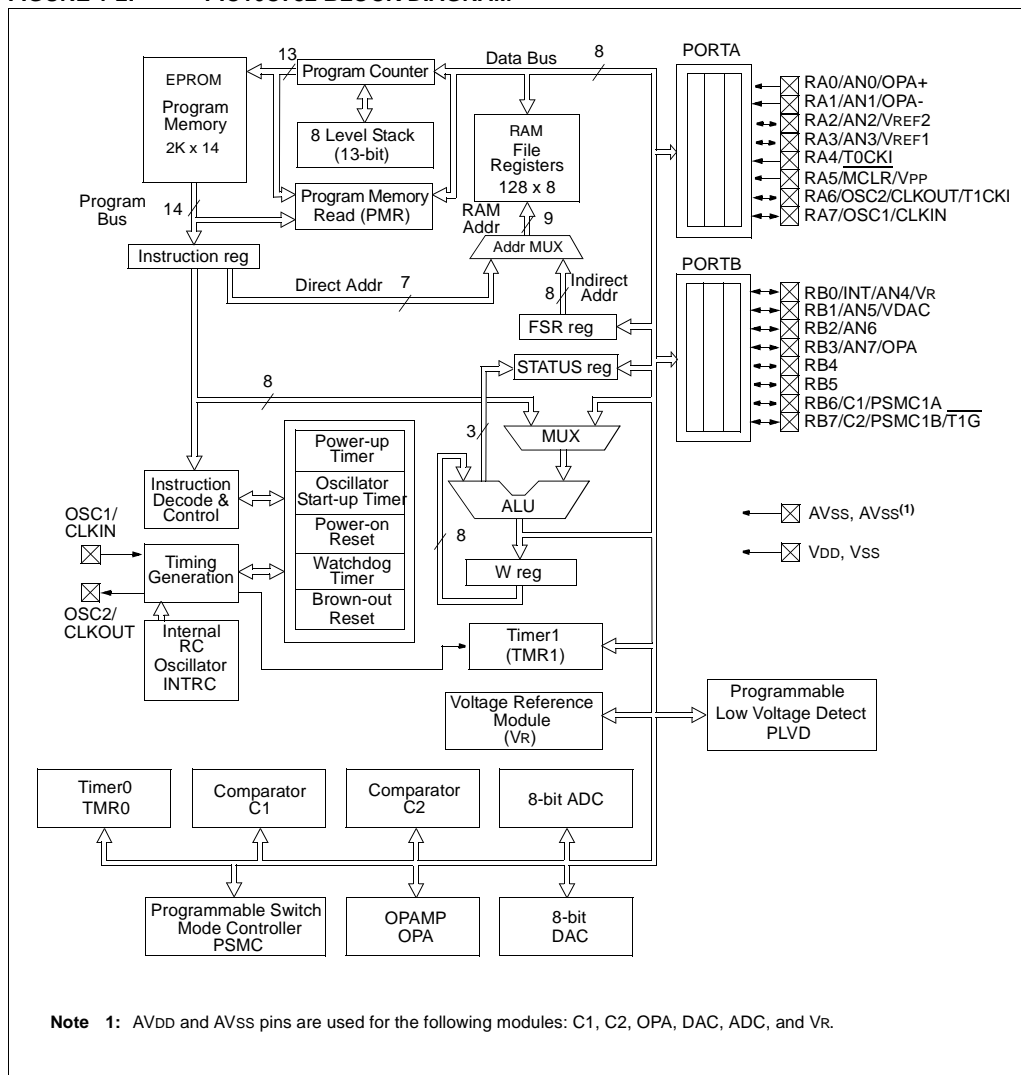 13
Data Bus
8
PORTA
EPROM
Program
Memory
2K x 14
Program Counter
8 Level Stack
(13-bit)
Program Memory
Read (PMR)
RAM
File
Registers
128 x 8
RA0/AN0/OPA+
RA1/AN1/OPA-
RA2/AN2/VREF2
RA3/AN3/VREF1
RA4/T0CKI
RA5/MCLR/VPP
RA6/OSC2/CLKOUT/T1CKI
RA7/OSC1/CLKIN
Program
Bus
14
RAM
Addr
9
Addr MUX
Instruction reg
Direct Addr
7
8
Indirect
Addr
FSR reg
STATUS reg
PORTB
RB0/INT/AN4/VR
RB1/AN5/VDAC
RB2/AN6
RB3/AN7/OPA
RB4
RB5
RB6/C1/PSMC1A
RB7/C2/PSMC1B/T1G
8
3
MUX
ALU
8
W reg
Power-up
Timer
Oscillator
Start-up Timer
Power-on
Reset
Watchdog
Timer
Brown-out
Reset
Instruction
Decode &
Control
OSC1/
CLKIN
Timing
Generation
OSC2/
CLKOUT
Internal
RC
Oscillator
INTRC
AVSS, AVSS(1)
VDD, VSS
Timer1
(TMR1)
Voltage Reference
Module
(VR)
Programmable
Low Voltage Detect
PLVD
Timer0
TMR0
Comparator
C1
Comparator
C2
8-bit ADC
Programmable Switch
Mode Controller
PSMC
OPAMP
OPA
8-bit
DAC
Note 1: AVDD and AVSS pins are used for the following modules: C1, C2, OPA, DAC, ADC, and VR.